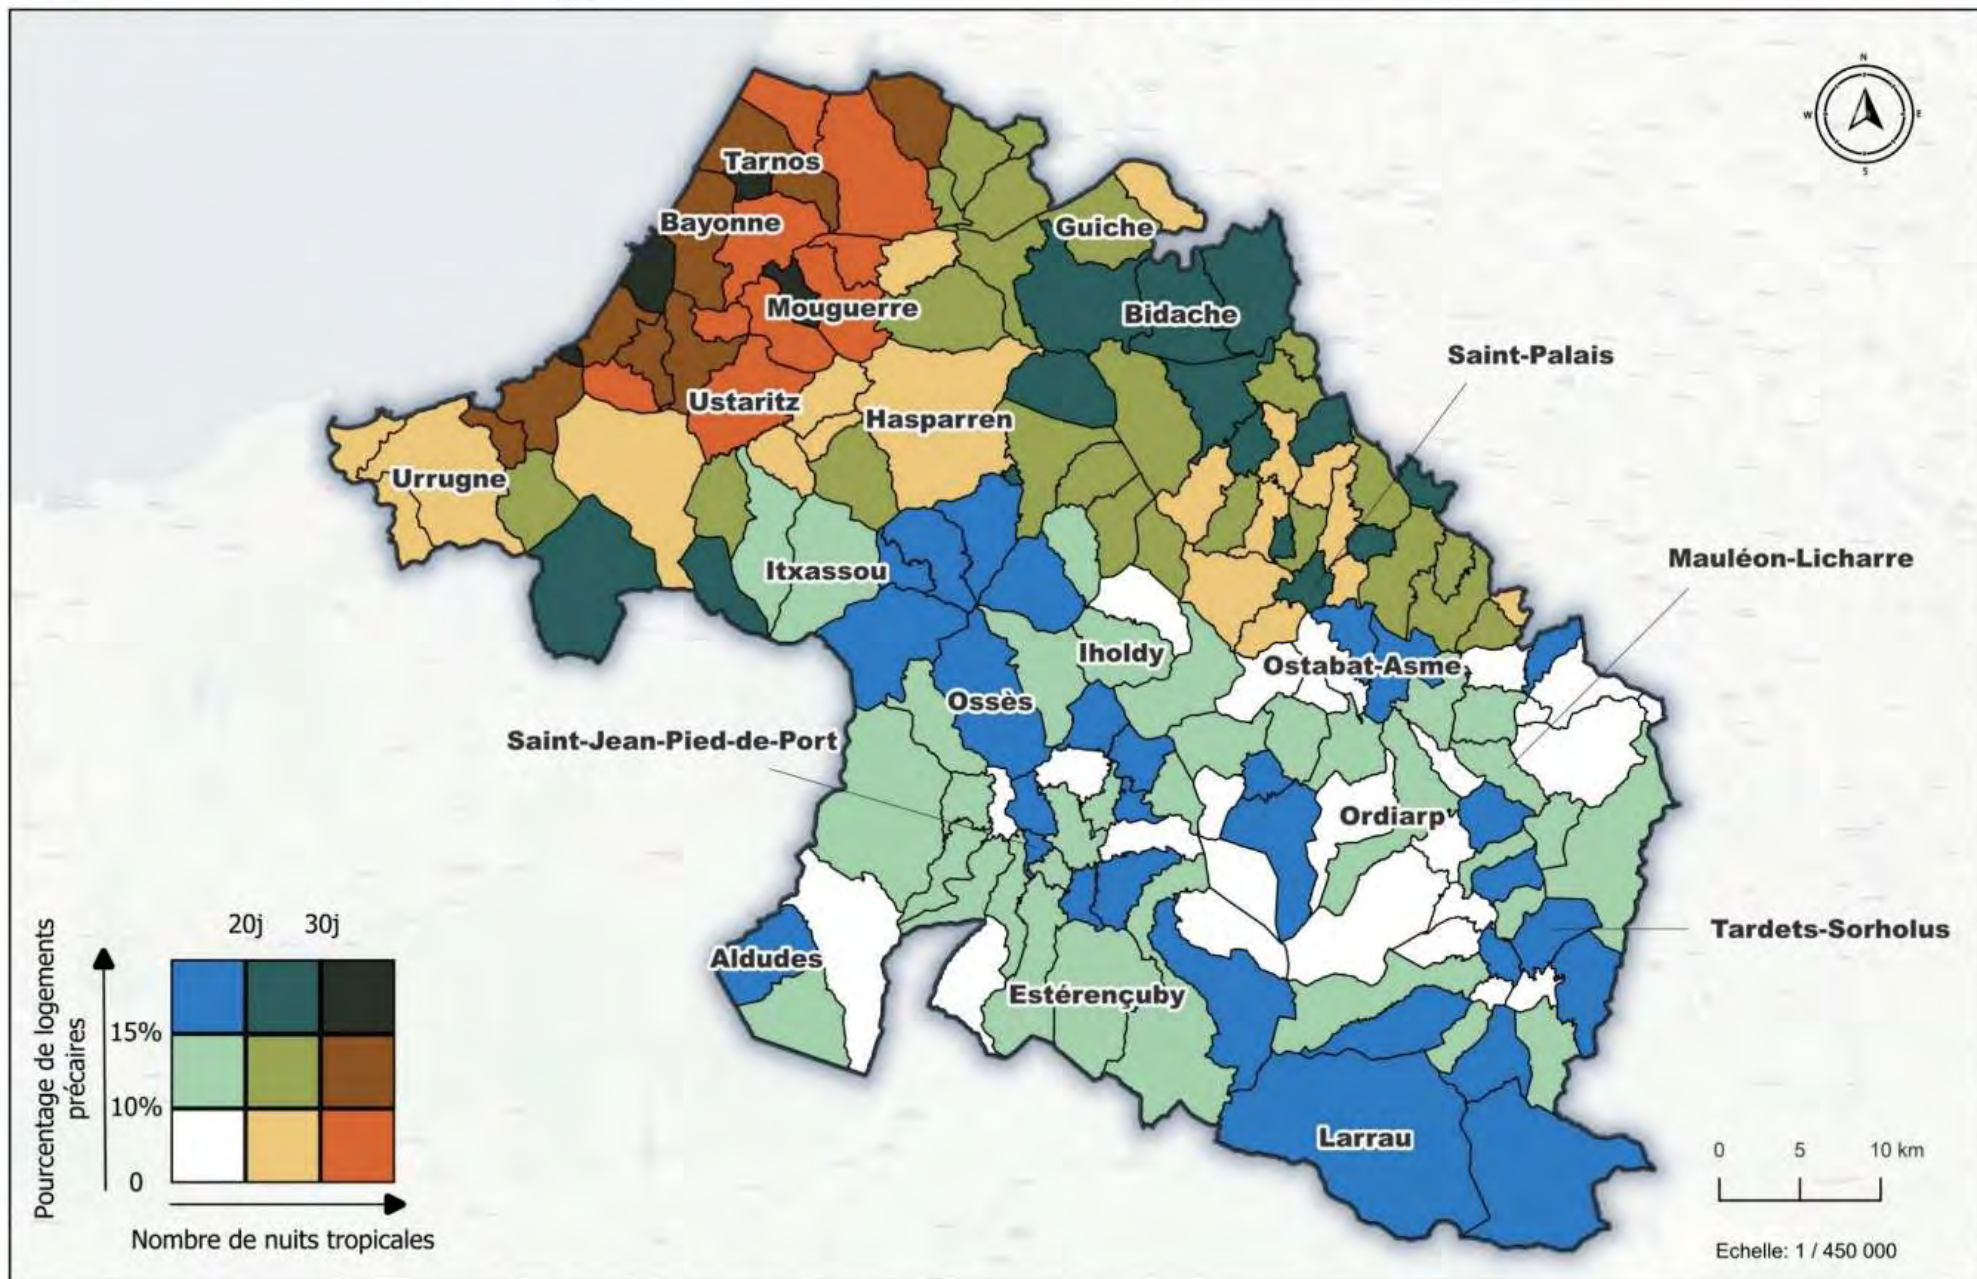 N
W
E
S
Tarnos
Bayonne
Guiche
Mouguerre
Bidache
Saint-Palais
Ustaritz
Hasparren
Urrugne
Mauléon-Licharre
Itxassou
Iholdy
Ostabat-Asme
Ossès
Saint-Jean-Pied-de-Port
Ordiarp
Tardets-Sorholus
Aldudes
Estérençuby
Larrau
20j 30j
Pourcentage de logements
précaires
15%
10%
0
Nombre de nuits tropicales
0 5 10 km
Echelle: 1 / 450 000